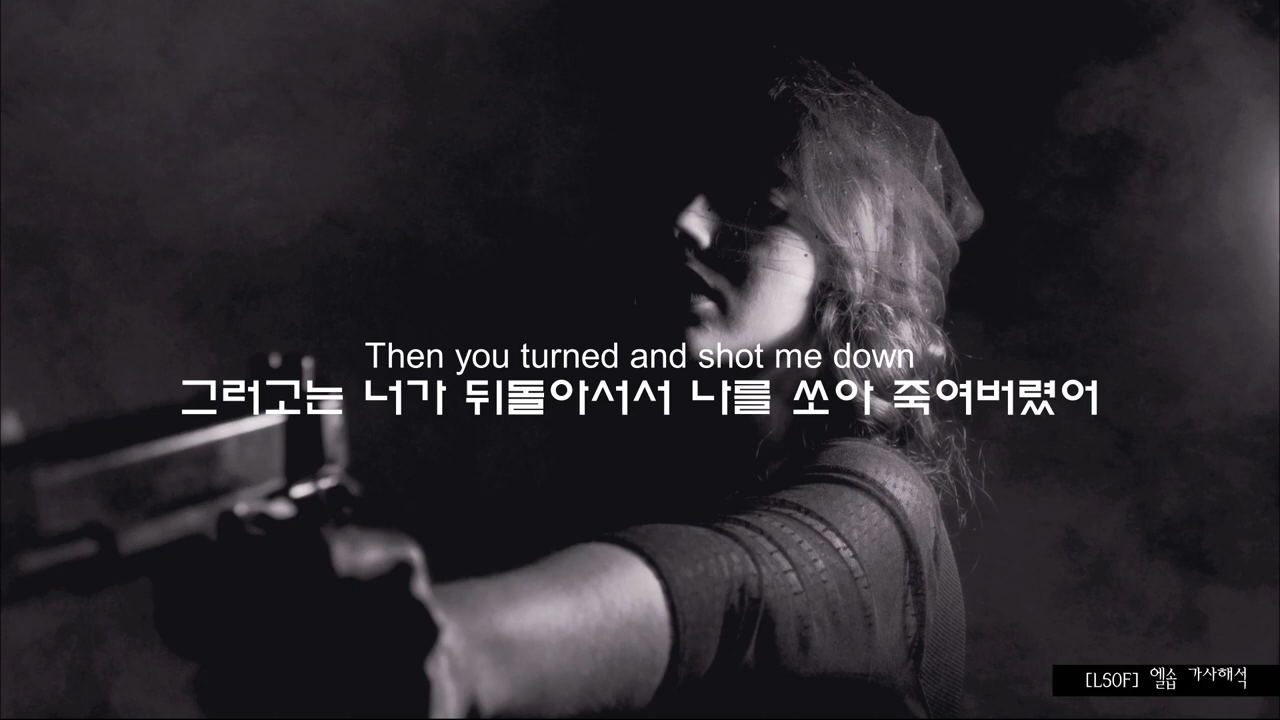 Then you turned and shot me down
그러고는 너가 뒤돌아서서 나를 쏘아 죽여버렸어
[LSOF] 엘솝 가사해석